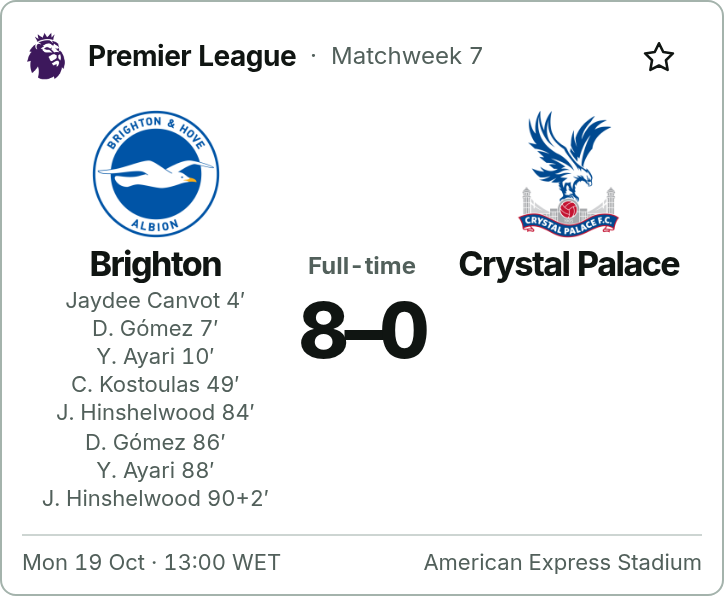 Premier League · Matchweek 7
BRIGHTON & HOVE
ALBION
CRYSTAL PALACE F.C.
Brighton
Crystal Palace
Full-time
8–0
Jaydee Canvot 4′
D. Gómez 7′
Y. Ayari 10′
C. Kostoulas 49′
J. Hinshelwood 84′
D. Gómez 86′
Y. Ayari 88′
J. Hinshelwood 90+2′
Mon 19 Oct · 13:00 WET
American Express Stadium